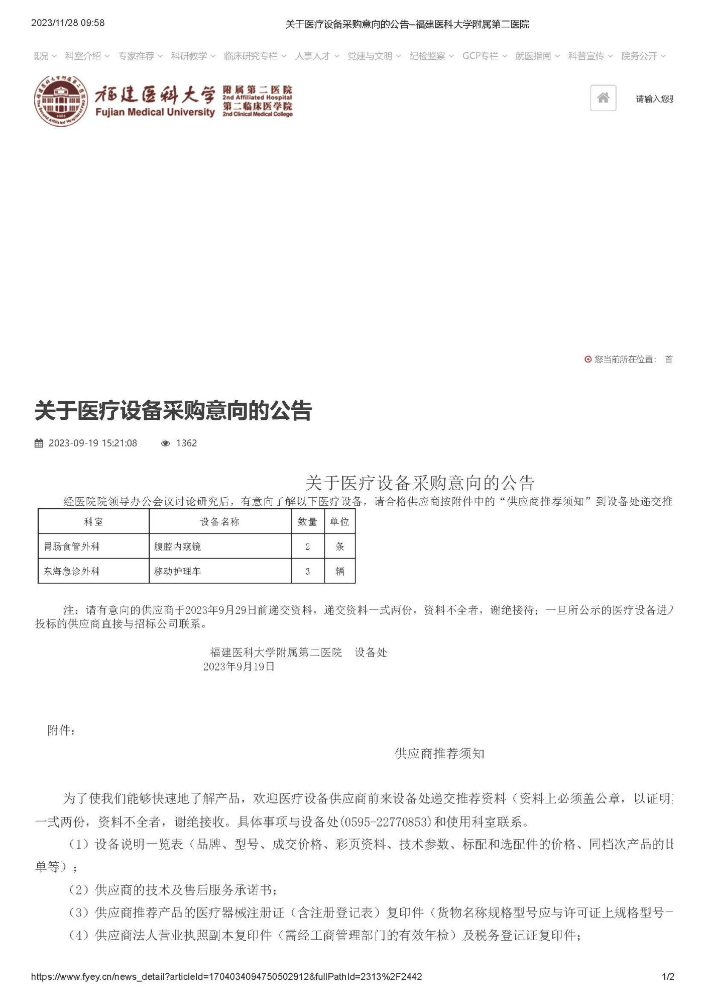 2023/11/28 09:58
关于医疗设备采购意向的公告--福建医科大学附属第二医院
概况 科室介绍 专家推荐 科研教学 临床研究专栏 人事人才 党建与文明 纪检监察 GCP专栏 就医指南 科普宣传 院务公开
福建医科大学 附属第二医院
2nd Affiliated Hospital
Fujian Medical University 第二临床医学院
2nd Clinical Medical College
请输入您要
您当前所在位置： 首
关于医疗设备采购意向的公告
2023-09-19 15:21:08 1362
关于医疗设备采购意向的公告
经医院院领导办公会议讨论研究后，有意向了解以下医疗设备，请合格供应商按附件中的“供应商推荐须知”到设备处递交推
科室 设备名称 数量 单位
胃肠食管外科 腹腔内窥镜 2 条
东海急诊外科 移动护理车 3 辆
注：请有意向的供应商于2023年9月29日前递交资料，递交资料一式两份，资料不全者，谢绝接待；一旦所公示的医疗设备进入
投标的供应商直接与招标公司联系。
福建医科大学附属第二医院 设备处
2023年9月19日
附件：
供应商推荐须知
为了使我们能够快速地了解产品，欢迎医疗设备供应商前来设备处递交推荐资料（资料上必须盖公章，以证明
一式两份，资料不全者，谢绝接收。具体事项与设备处(0595-22770853)和使用科室联系。
（1）设备说明一览表（品牌、型号、成交价格、彩页资料、技术参数、标配和选配件的价格、同档次产品的比
单等）；
（2）供应商的技术及售后服务承诺书；
（3）供应商推荐产品的医疗器械注册证（含注册登记表）复印件（货物名称规格型号应与许可证上规格型号一
（4）供应商法人营业执照副本复印件（需经工商管理部门的有效年检）及税务登记证复印件；
https://www.fyey.cn/news_detail?articleId=1704034094750502912&fullPathId=2313%2F2442
1/2